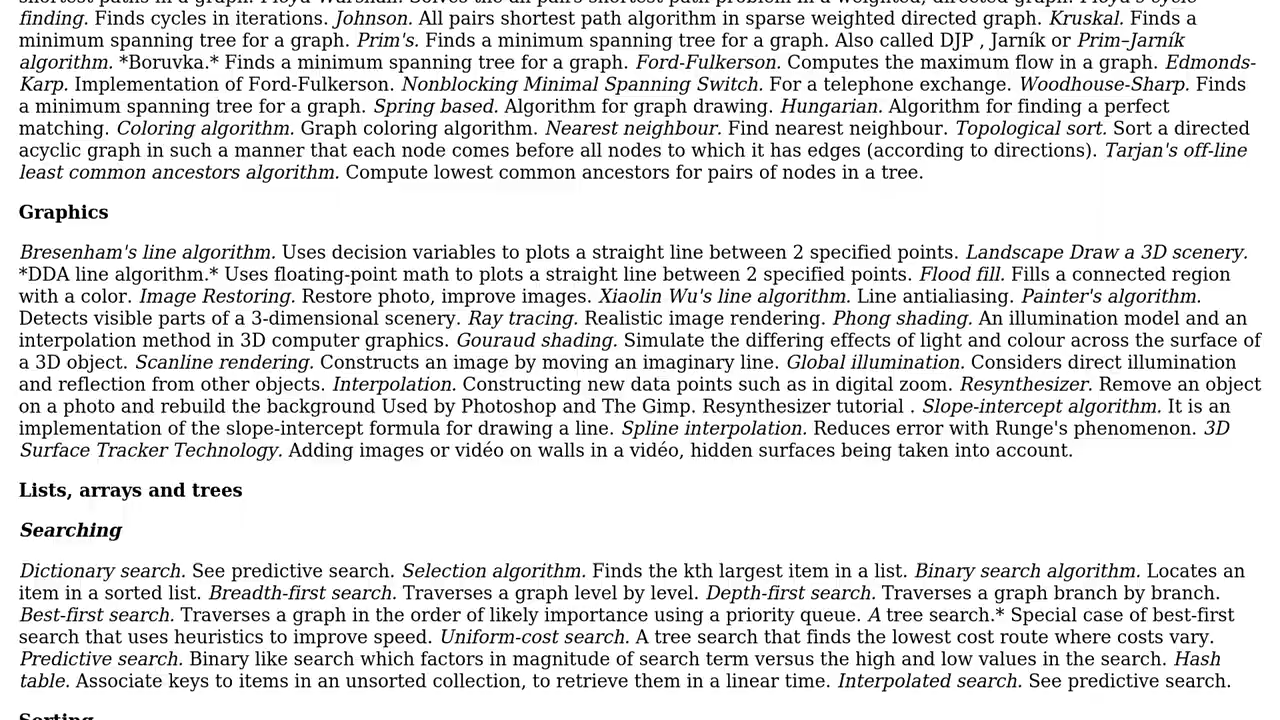 finding. Finds cycles in iterations. Johnson. All pairs shortest path algorithm in sparse weighted directed graph. Kruskal. Finds a
minimum spanning tree for a graph. Prim's. Finds a minimum spanning tree for a graph. Also called DJP , Jarník or Prim–Jarník
algorithm. *Boruvka.* Finds a minimum spanning tree for a graph. Ford-Fulkerson. Computes the maximum flow in a graph. Edmonds-
Karp. Implementation of Ford-Fulkerson. Nonblocking Minimal Spanning Switch. For a telephone exchange. Woodhouse-Sharp. Finds
a minimum spanning tree for a graph. Spring based. Algorithm for graph drawing. Hungarian. Algorithm for finding a perfect
matching. Coloring algorithm. Graph coloring algorithm. Nearest neighbour. Find nearest neighbour. Topological sort. Sort a directed
acyclic graph in such a manner that each node comes before all nodes to which it has edges (according to directions). Tarjan's off-line
least common ancestors algorithm. Compute lowest common ancestors for pairs of nodes in a tree.
Graphics
Bresenham's line algorithm. Uses decision variables to plots a straight line between 2 specified points. Landscape Draw a 3D scenery.
*DDA line algorithm.* Uses floating-point math to plots a straight line between 2 specified points. Flood fill. Fills a connected region
with a color. Image Restoring. Restore photo, improve images. Xiaolin Wu's line algorithm. Line antialiasing. Painter's algorithm.
Detects visible parts of a 3-dimensional scenery. Ray tracing. Realistic image rendering. Phong shading. An illumination model and an
interpolation method in 3D computer graphics. Gouraud shading. Simulate the differing effects of light and colour across the surface of
a 3D object. Scanline rendering. Constructs an image by moving an imaginary line. Global illumination. Considers direct illumination
and reflection from other objects. Interpolation. Constructing new data points such as in digital zoom. Resynthesizer. Remove an object
on a photo and rebuild the background Used by Photoshop and The Gimp. Resynthesizer tutorial . Slope-intercept algorithm. It is an
implementation of the slope-intercept formula for drawing a line. Spline interpolation. Reduces error with Runge's phenomenon. 3D
Surface Tracker Technology. Adding images or vidéo on walls in a vidéo, hidden surfaces being taken into account.
Lists, arrays and trees
Searching
Dictionary search. See predictive search. Selection algorithm. Finds the kth largest item in a list. Binary search algorithm. Locates an
item in a sorted list. Breadth-first search. Traverses a graph level by level. Depth-first search. Traverses a graph branch by branch.
Best-first search. Traverses a graph in the order of likely importance using a priority queue. A tree search.* Special case of best-first
search that uses heuristics to improve speed. Uniform-cost search. A tree search that finds the lowest cost route where costs vary.
Predictive search. Binary like search which factors in magnitude of search term versus the high and low values in the search. Hash
table. Associate keys to items in an unsorted collection, to retrieve them in a linear time. Interpolated search. See predictive search.
Sorting